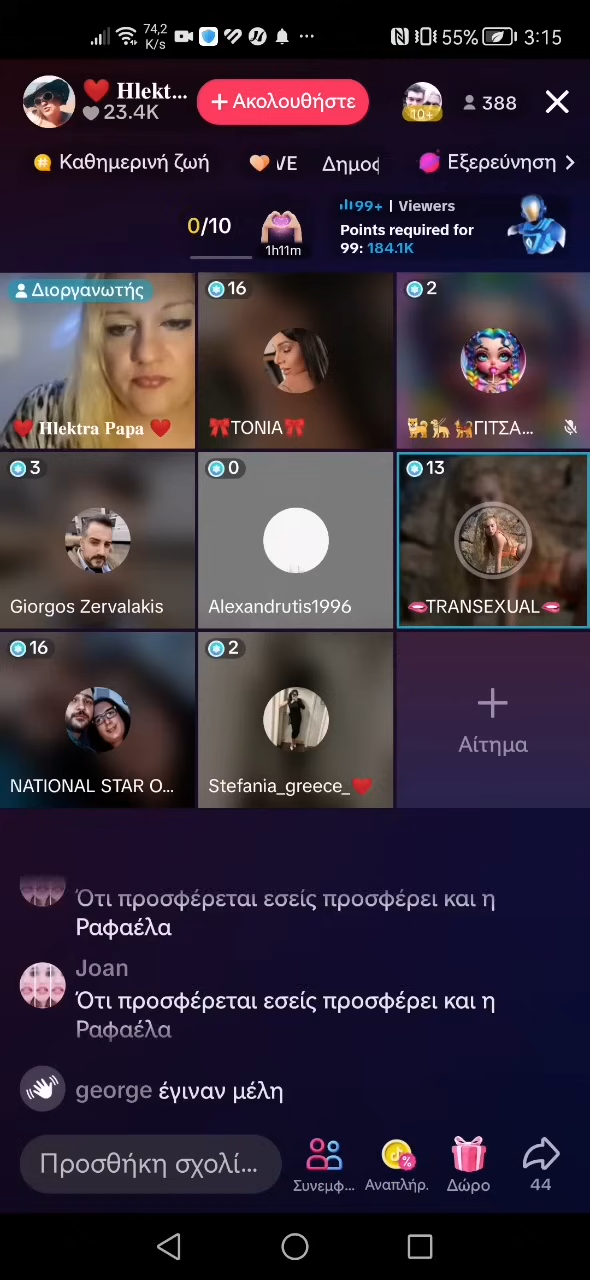 74,2
K/s
55%
3:15
Hlekt...
23.4K
+ Ακολουθήστε
10+
388
Καθημερινή ζωή
Εξερεύνηση
0/10
1h11m
99+ | Viewers
Points required for
99: 184.1K
Διοργανωτής
16
2
Hlektra Papa
TONIA
ΓΙΤΣΑ...
3
0
13
Giorgos Zervalakis
Alexandrutis1996
TRANSEXUAL
16
2
NATIONAL STAR O...
Stefania_greece_
Αίτημα
Ότι προσφέρεται εσείς προσφέρει και η
Ραφαέλα
Joan
Ότι προσφέρεται εσείς προσφέρει και η
Ραφαέλα
george έγιναν μέλη
Προσθήκη σχολί...
Συνεμφ...
Αναπλήρ.
Δώρο
44